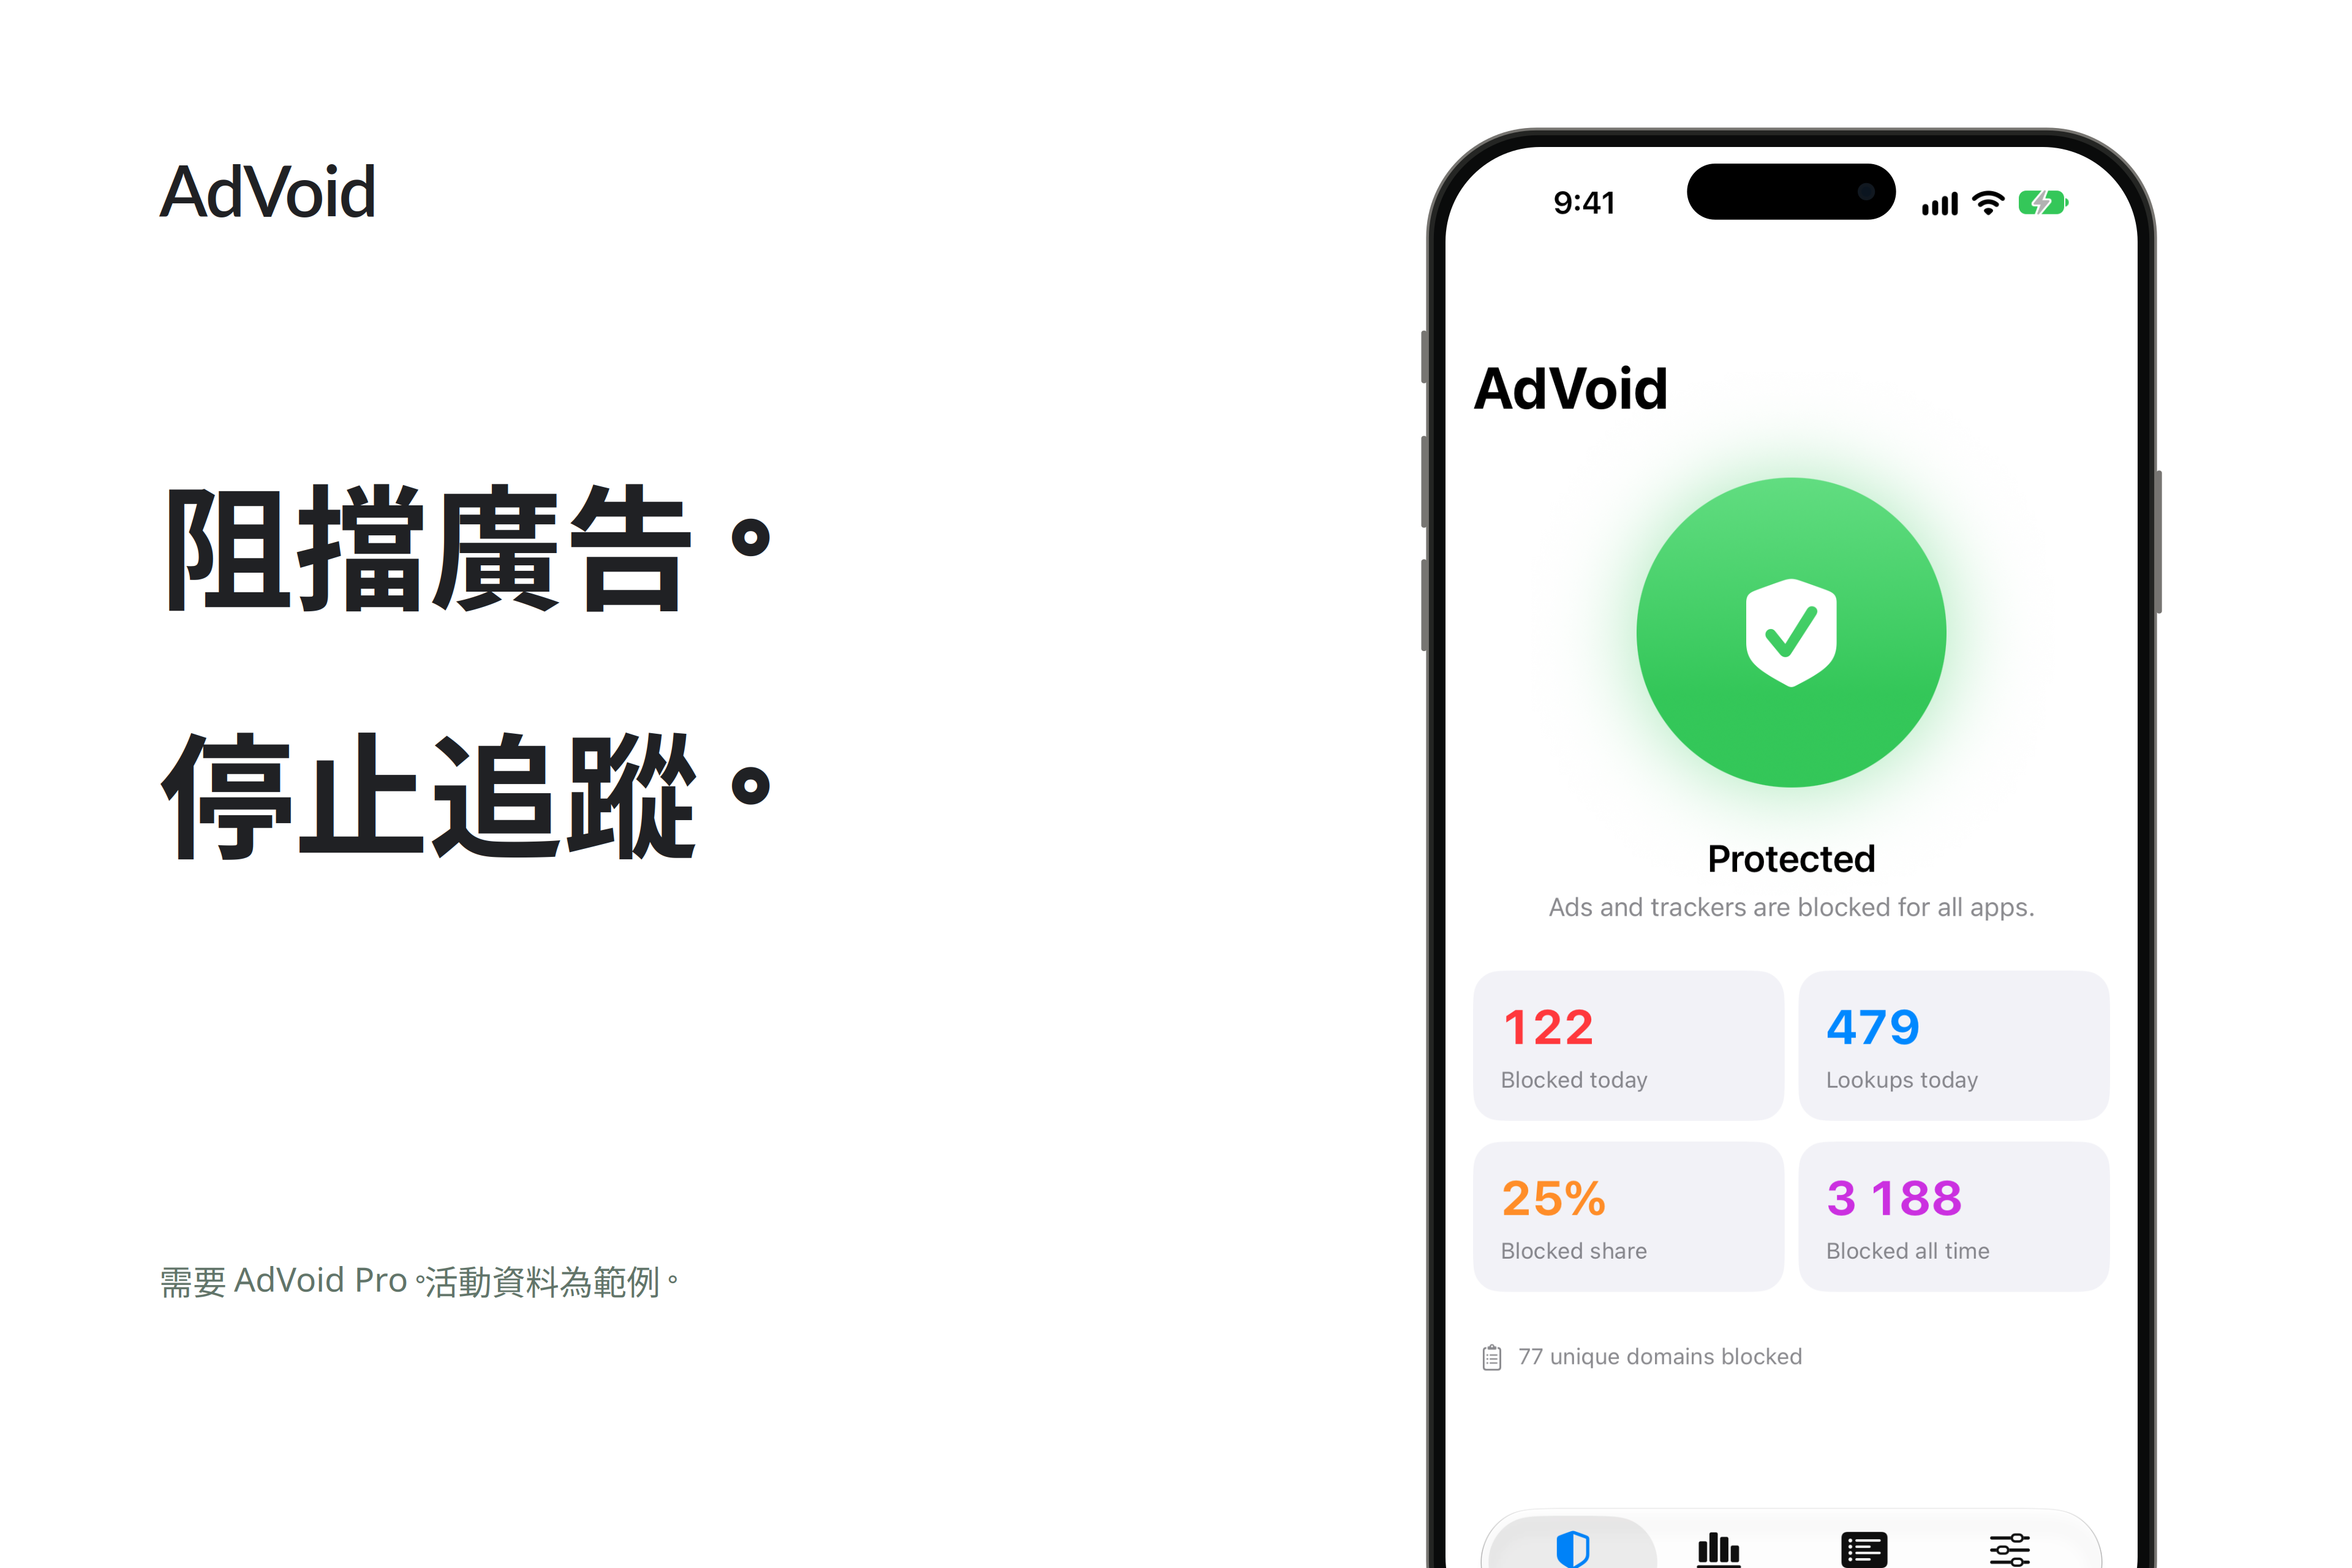 AdVoid
阻擋廣告。
停止追蹤。
需要 AdVoid Pro。活動資料為範例。
9:41
AdVoid
Protected
Ads and trackers are blocked for all apps.
122
Blocked today
479
Lookups today
25%
Blocked share
3 188
Blocked all time
77 unique domains blocked